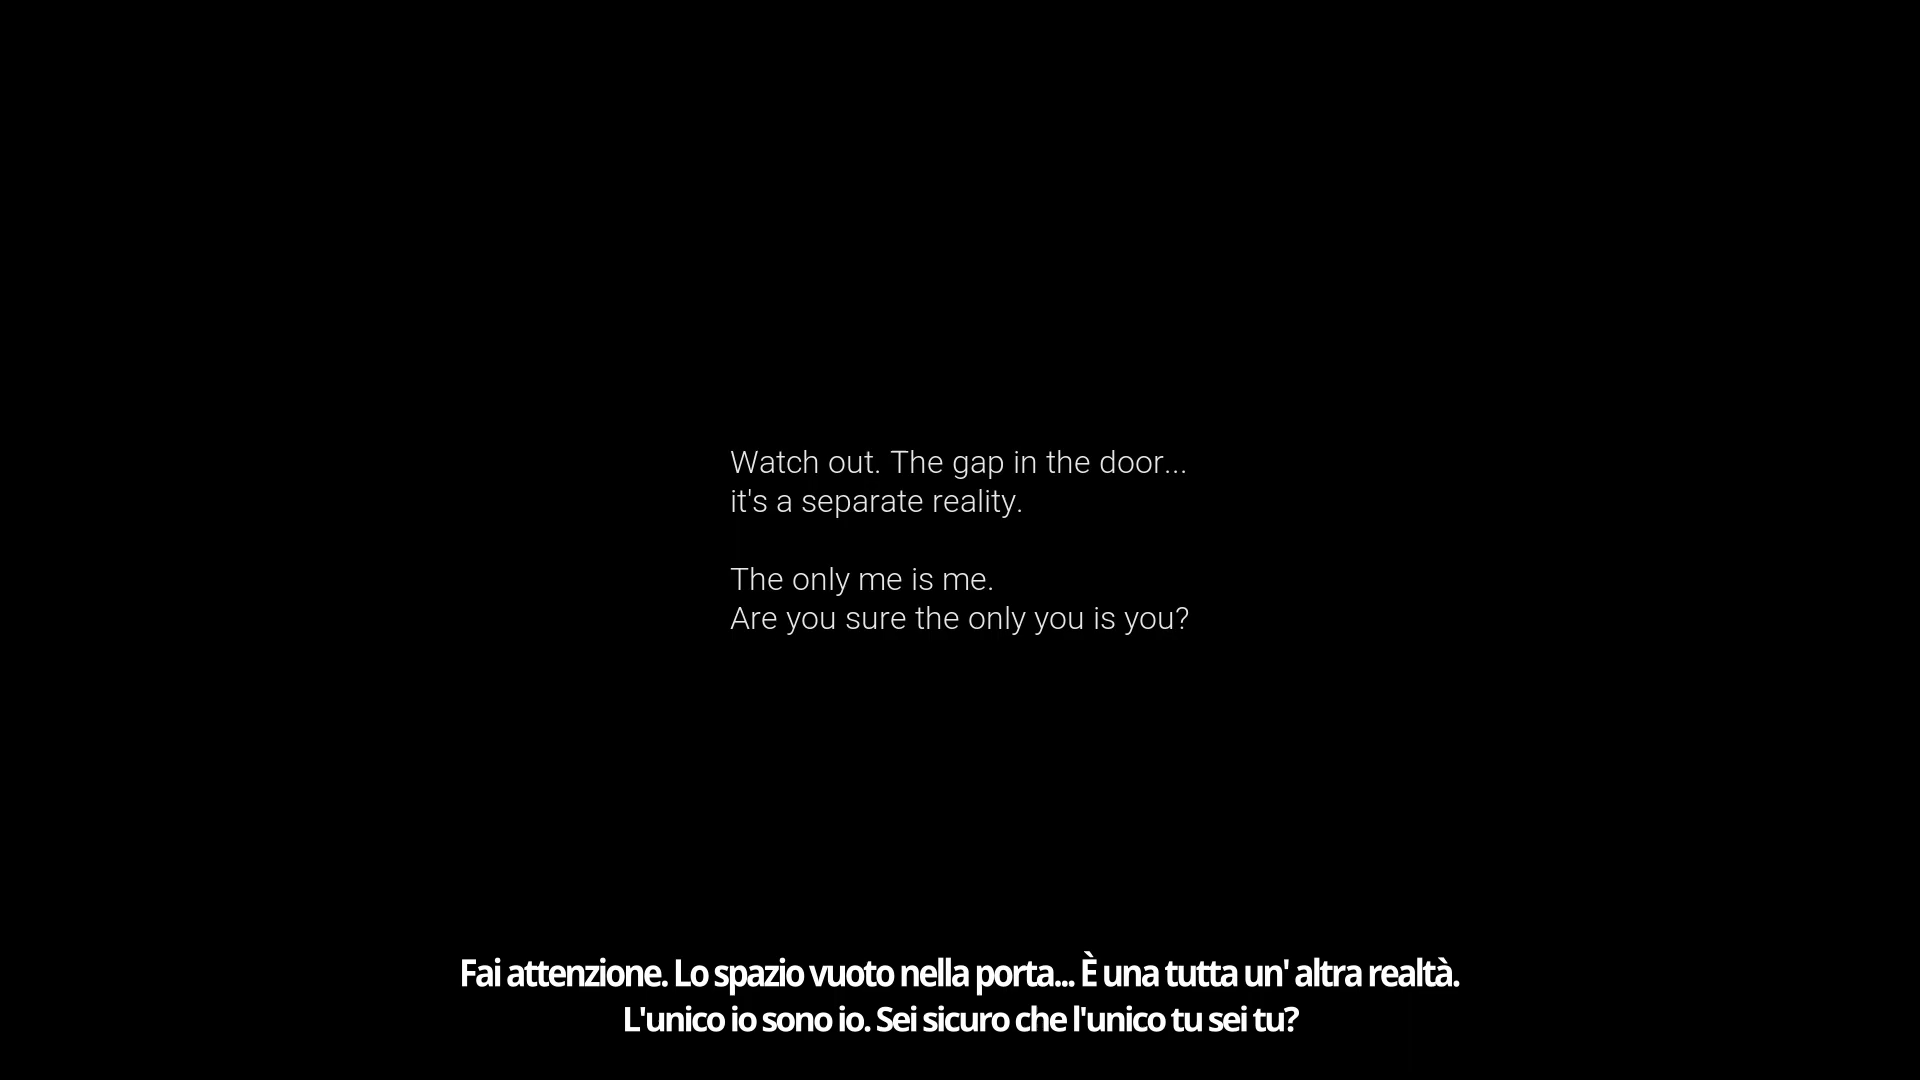 Watch out. The gap in the door...
it's a separate reality.
The only me is me.
Are you sure the only you is you?
Fai attenzione. Lo spazio vuoto nella porta... È una tutta un' altra realtà.
L'unico io sono io. Sei sicuro che l'unico tu sei tu?